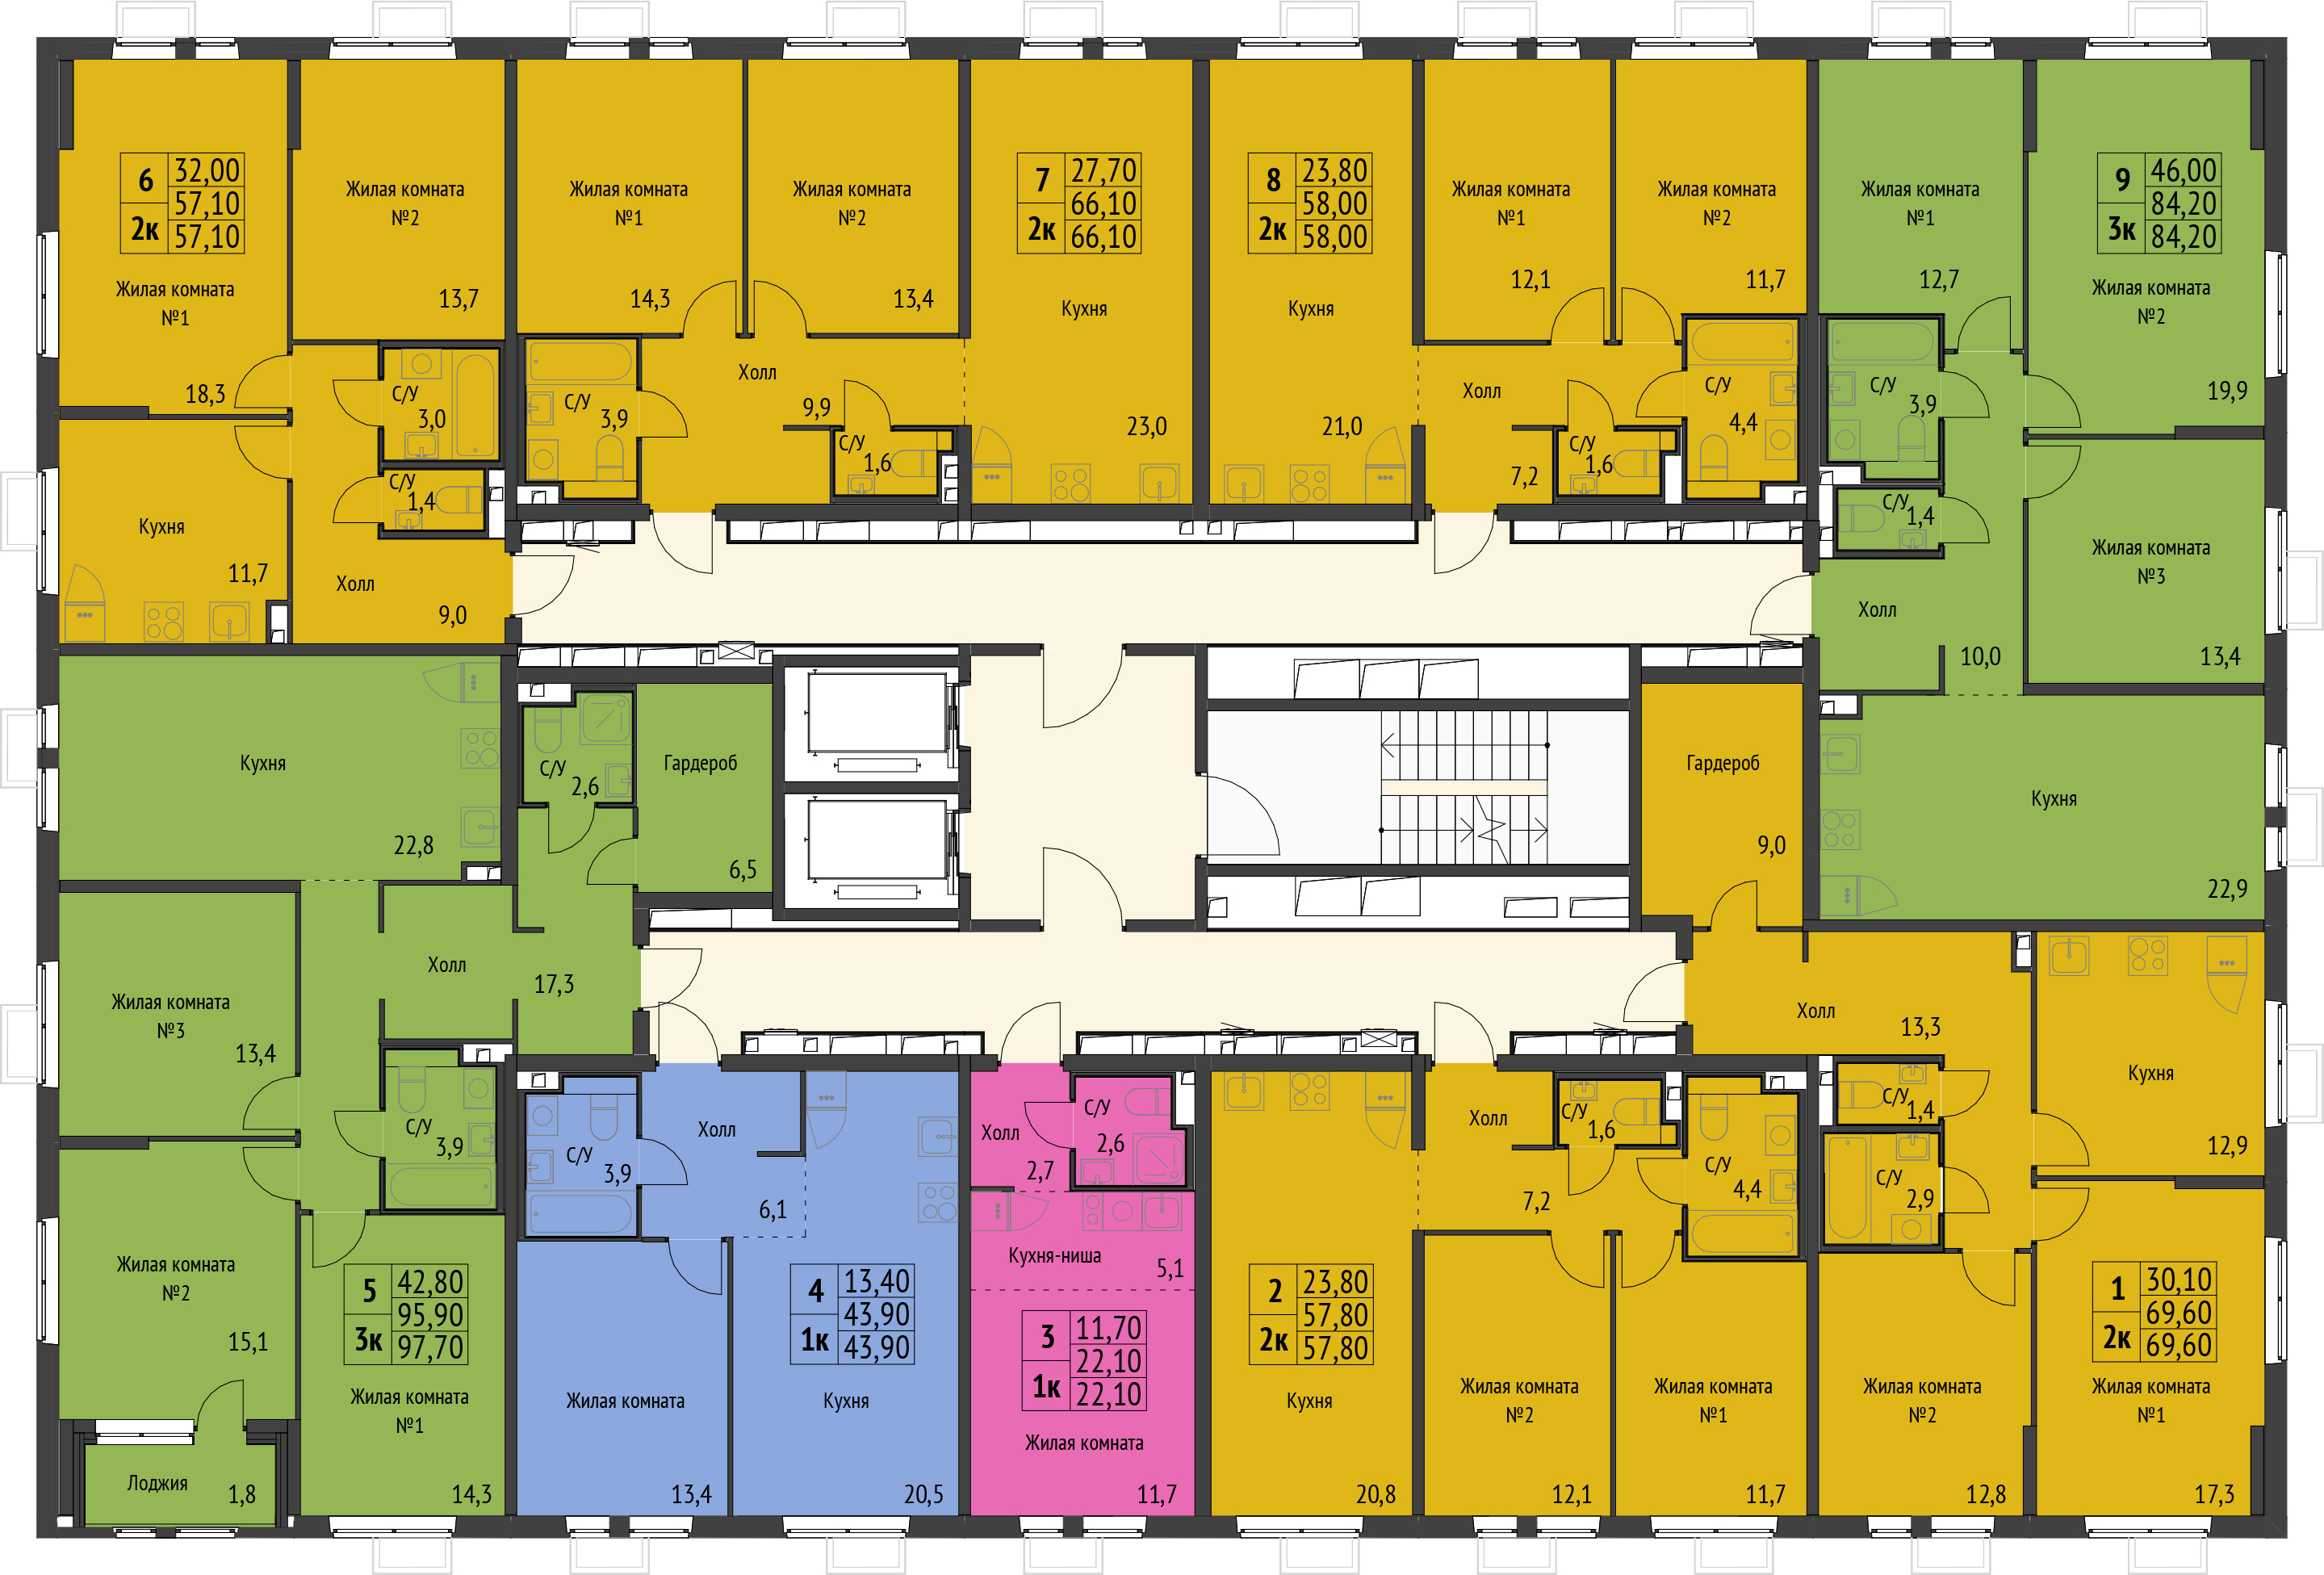 6
2к
32,00
57,10
57,10
Жилая комната
№1
18,3
Жилая комната
№2
13,7
С/У
3,0
С/У
1,4
Кухня
11,7
Холл
9,0
Жилая комната
№1
14,3
Жилая комната
№2
13,4
7
2к
27,70
66,10
66,10
Кухня
23,0
Холл
9,9
С/У
3,9
С/У
1,6
8
2к
23,80
58,00
58,00
Кухня
21,0
Жилая комната
№1
12,1
Жилая комната
№2
11,7
Холл
7,2
С/У
1,6
С/У
4,4
Жилая комната
№1
12,7
9
3к
46,00
84,20
84,20
Жилая комната
№2
19,9
С/У
3,9
С/У
1,4
Жилая комната
№3
13,4
Холл
10,0
Кухня
22,9
Кухня
22,8
С/У
2,6
Гардероб
6,5
Холл
17,3
Жилая комната
№3
13,4
С/У
3,9
Жилая комната
№2
15,1
5
3к
42,80
95,90
97,70
Жилая комната
№1
14,3
Лоджия
1,8
Холл
6,1
С/У
3,9
Жилая комната
13,4
4
1к
13,40
43,90
43,90
Кухня
20,5
Холл
2,7
С/У
2,6
Кухня-ниша
5,1
3
1к
11,70
22,10
22,10
Жилая комната
11,7
2
2к
23,80
57,80
57,80
Кухня
20,8
Холл
7,2
С/У
1,6
С/У
4,4
Жилая комната
№2
12,1
Жилая комната
№1
11,7
Гардероб
9,0
Холл
13,3
С/У
1,4
С/У
2,9
Кухня
12,9
Жилая комната
№2
12,8
1
2к
30,10
69,60
69,60
Жилая комната
№1
17,3